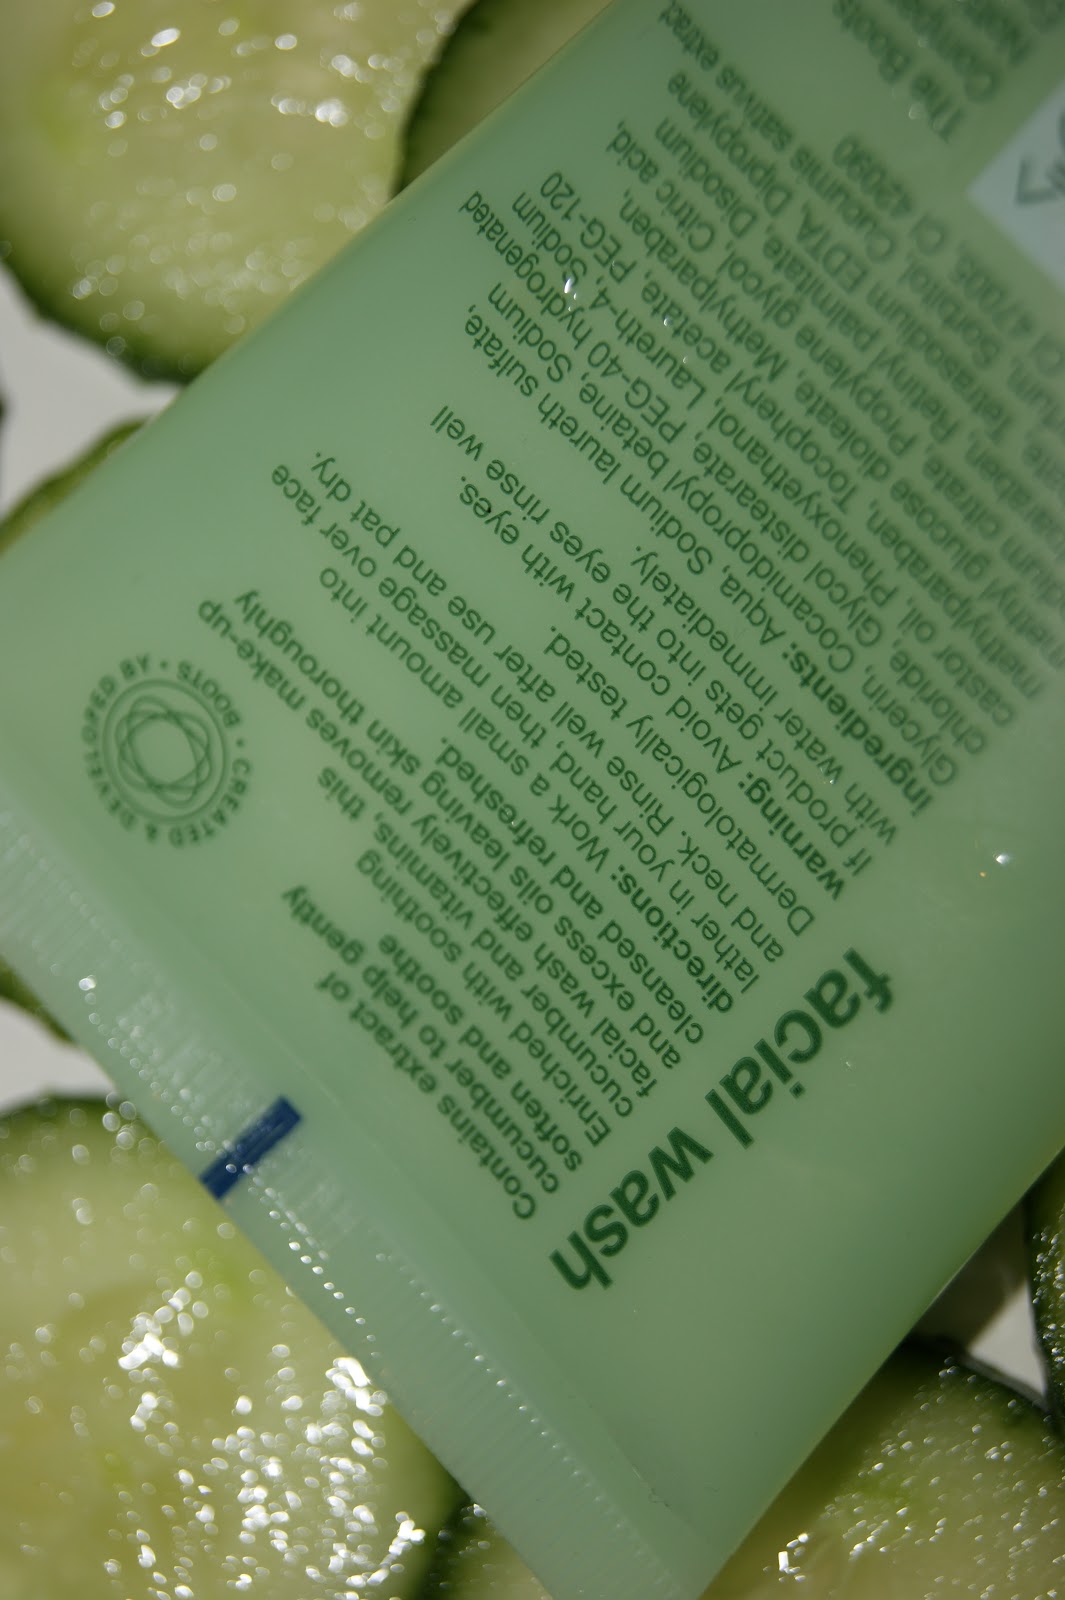 facial wash
Contains extract of
cucumber to help gently
soften and soothe
Enriched with soothing
cucumber and vitamins, this
facial wash effectively removes make-up
and excess oils leaving skin thoroughly
cleansed and refreshed.
directions: Work a small amount into
lather in your hand, then massage over face
and neck. Rinse well after use and pat dry.
Dermatologically tested.
warning: Avoid contact with eyes.
If product gets into the eyes rinse well
with water immediately.
ingredients: Aqua, Sodium laureth sulfate,
Glycerin, Cocamidopropyl betaine, Sodium
chloride, Glycol distearate, PEG-40 hydrogenated
castor oil, Phenoxyethanol, Laureth-4, Sodium
methylparaben, Tocopheryl acetate, PEG-120
methyl glucose dioleate, Methylparaben, Citric acid,
citrate, Propylene glycol, Disodium
Retinyl palmitate, Dipropylene
Tetrasodium EDTA, Cucumis sativus extract
Sorbitol,
CI 42090
The Boots
CREATED & DEVELOPED BY • BOOTS •